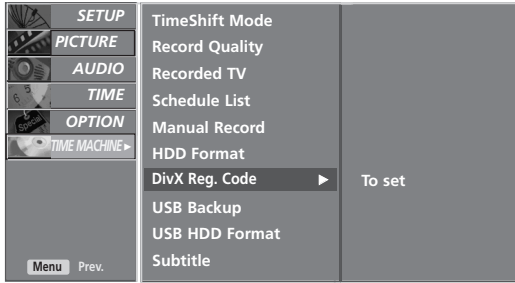 SETUP
PICTURE
AUDIO
TIME
OPTION
TIME MACHINE
Menu Prev.
TimeShift Mode
Record Quality
Recorded TV
Schedule List
Manual Record
HDD Format
DivX Reg. Code
USB Backup
USB HDD Format
Subtitle
To set